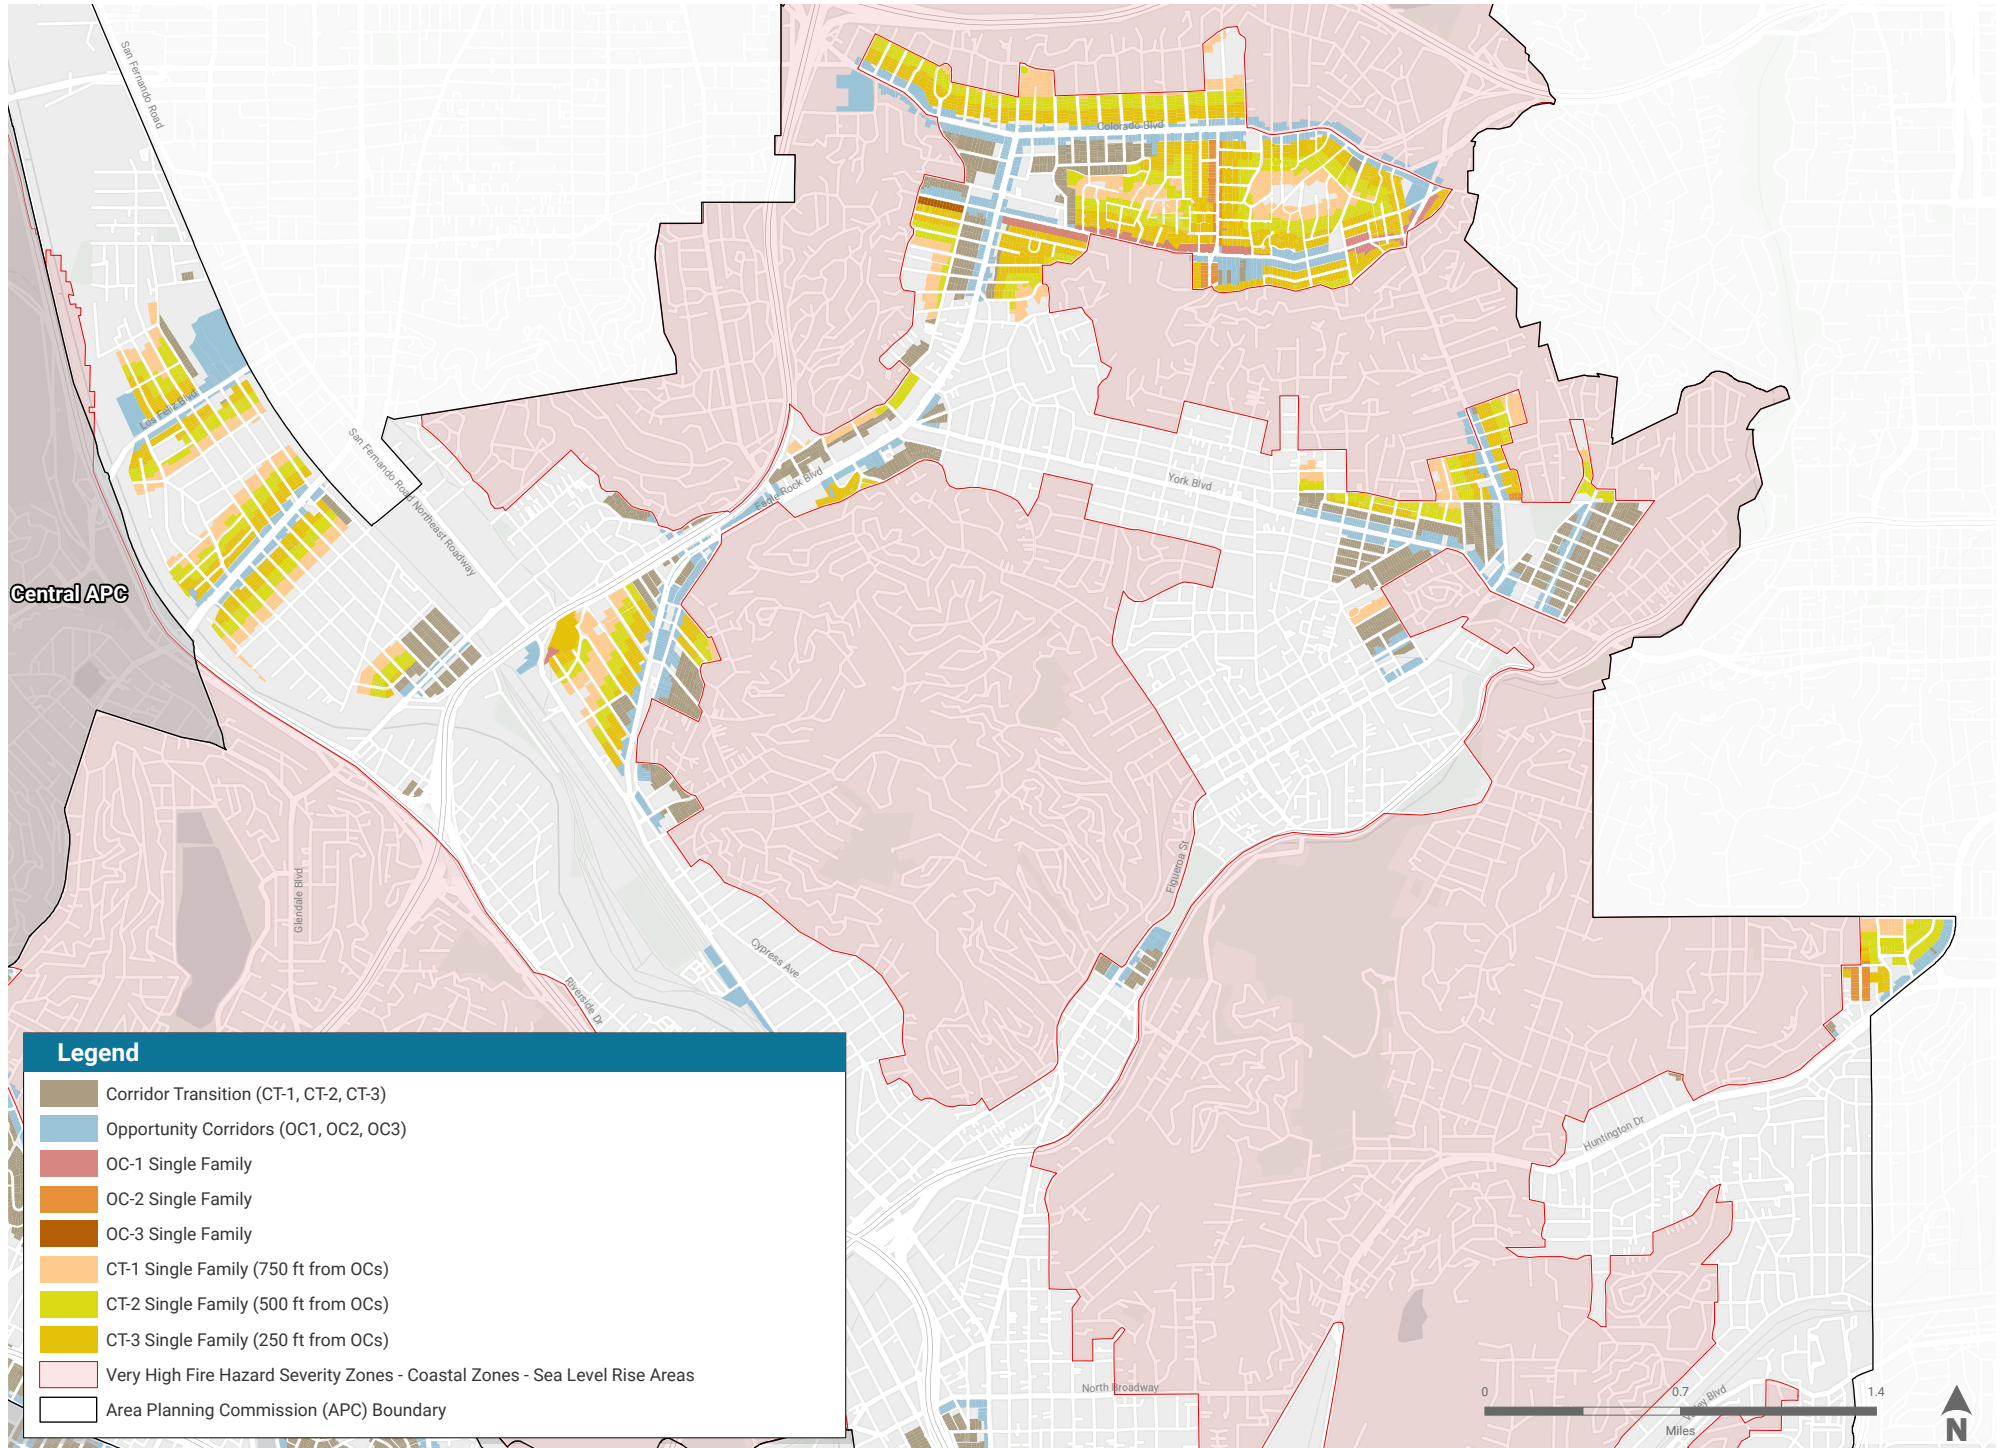 San Fernando Road
Colorado Blvd
Los Feliz Blvd
San Fernando Road
Northeast Roadway
Eagle Rock Blvd
York Blvd
Central APC
Glendale Blvd
Figueroa St
Cypress Ave
Riverside Dr
Huntington Dr
North Broadway
Valley Blvd
Legend
Corridor Transition (CT-1, CT-2, CT-3)
Opportunity Corridors (OC1, OC2, OC3)
OC-1 Single Family
OC-2 Single Family
OC-3 Single Family
CT-1 Single Family (750 ft from OCs)
CT-2 Single Family (500 ft from OCs)
CT-3 Single Family (250 ft from OCs)
Very High Fire Hazard Severity Zones - Coastal Zones - Sea Level Rise Areas
Area Planning Commission (APC) Boundary
0 0.7 1.4
Miles
N